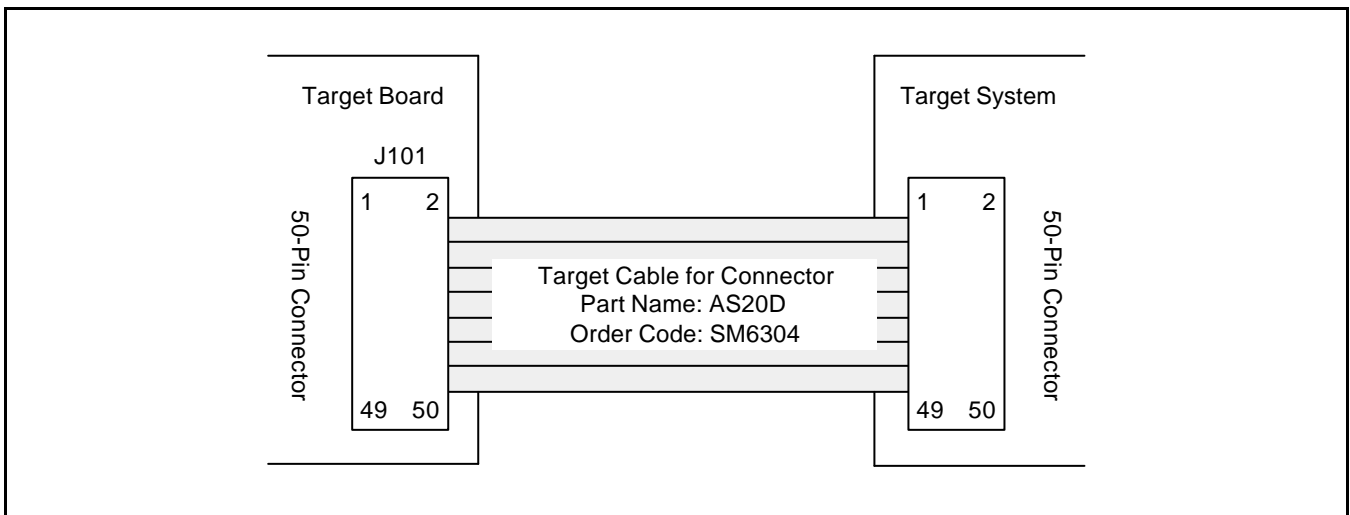 Target Board
Target System
J101
1 2
1 2
50-Pin Connector
50-Pin Connector
Target Cable for Connector
Part Name: AS20D
Order Code: SM6304
49 50
49 50